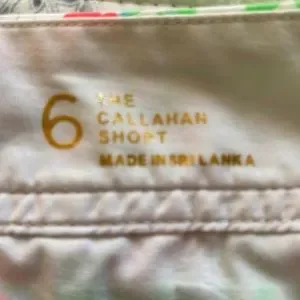 6
THE
CALLAHAN
SHORT
MADE IN SRI LANKA